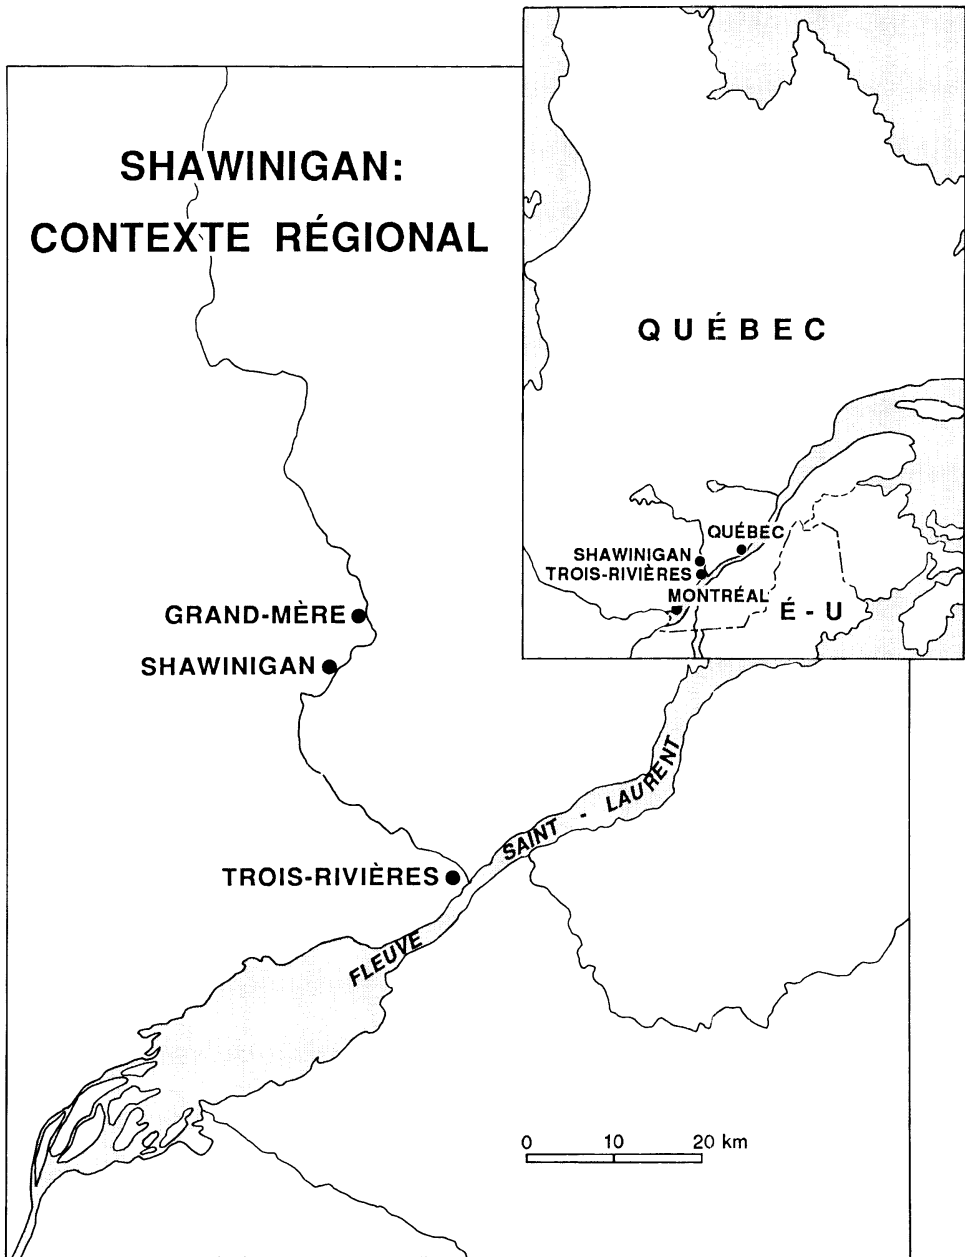 SHAWINIGAN:
CONTEXTE RÉGIONAL
QUÉBEC
QUÉBEC
SHAWINIGAN
TROIS-RIVIÈRES
MONTRÉAL
É - U
GRAND-MÈRE
SHAWINIGAN
TROIS-RIVIÈRES
FLEUVE SAINT - LAURENT
0 10 20 km